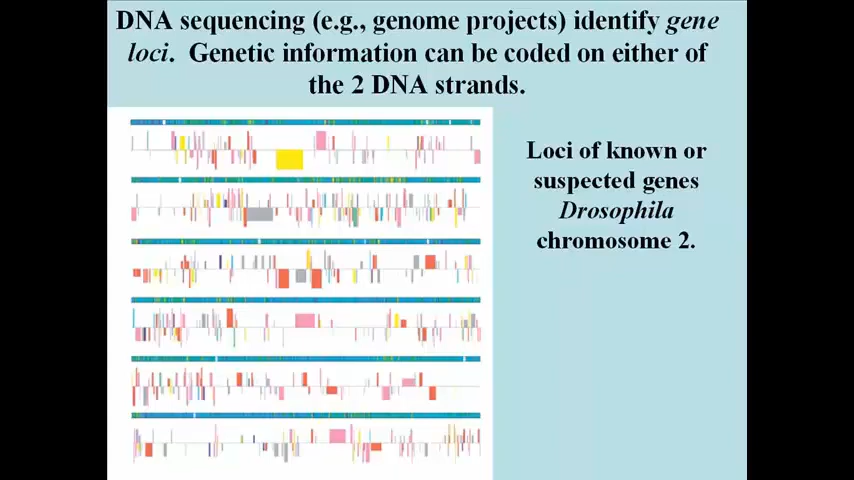 DNA sequencing (e.g., genome projects) identify gene
loci.  Genetic information can be coded on either of
the 2 DNA strands.
Loci of known or
suspected genes
Drosophila
chromosome 2.